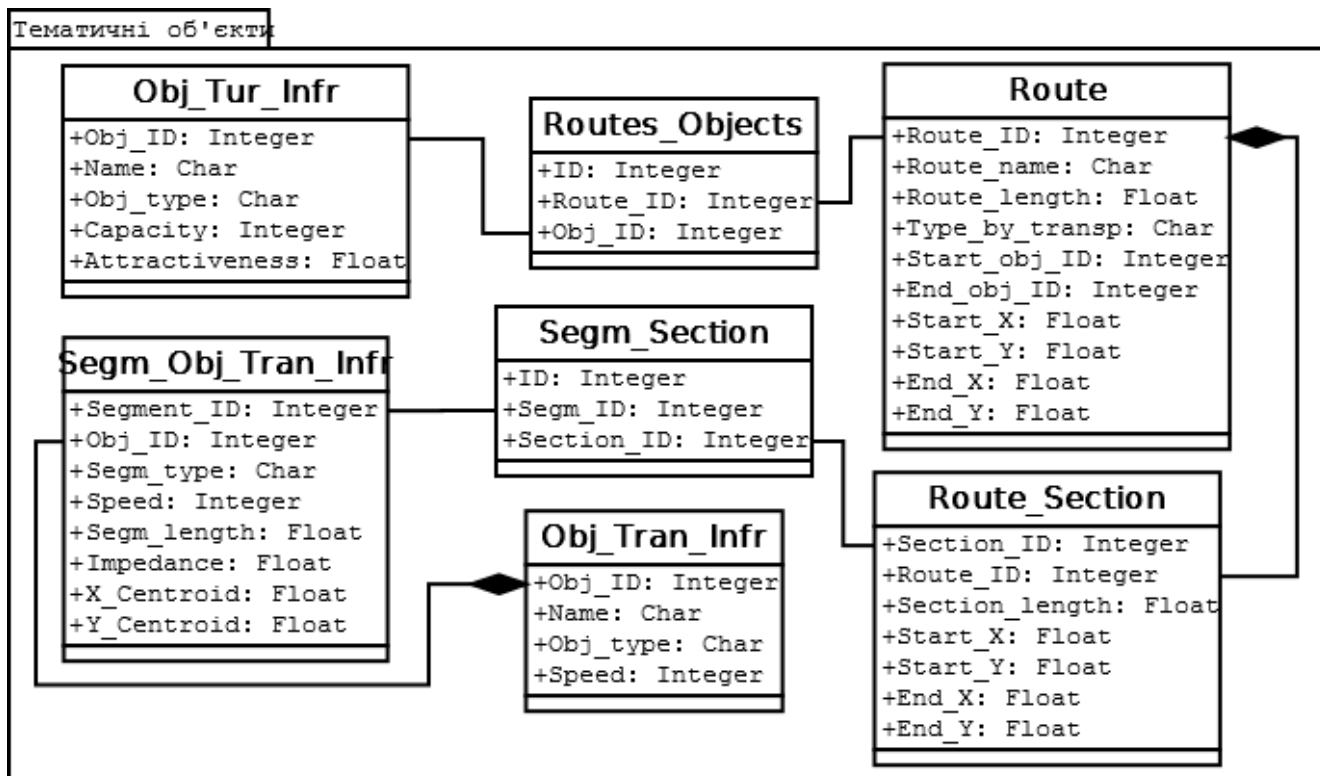 Тематичні об'єкти
Obj_Tur_Infr
+Obj_ID: Integer
+Name: Char
+Obj_type: Char
+Capacity: Integer
+Attractiveness: Float
Routes_Objects
+ID: Integer
+Route_ID: Integer
+Obj_ID: Integer
Route
+Route_ID: Integer
+Route_name: Char
+Route_length: Float
+Type_by_transp: Char
+Start_obj_ID: Integer
+End_obj_ID: Integer
+Start_X: Float
+Start_Y: Float
+End_X: Float
+End_Y: Float
Segm_Obj_Tran_Infr
+Segment_ID: Integer
+Obj_ID: Integer
+Segm_type: Char
+Speed: Integer
+Segm_length: Float
+Impedance: Float
+X_Centroid: Float
+Y_Centroid: Float
Segm_Section
+ID: Integer
+Segm_ID: Integer
+Section_ID: Integer
Obj_Tran_Infr
+Obj_ID: Integer
+Name: Char
+Obj_type: Char
+Speed: Integer
Route_Section
+Section_ID: Integer
+Route_ID: Integer
+Section_length: Float
+Start_X: Float
+Start_Y: Float
+End_X: Float
+End_Y: Float